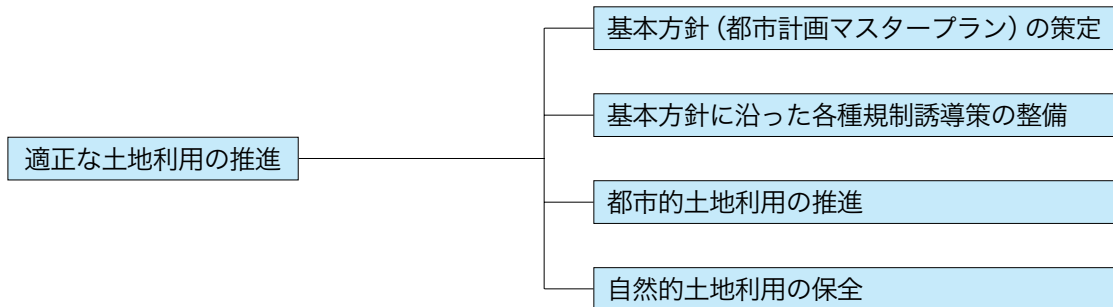 基本方針（都市計画マスタープラン）の策定
基本方針に沿った各種規制誘導策の整備
適正な土地利用の推進
都市的土地利用の推進
自然的土地利用の保全